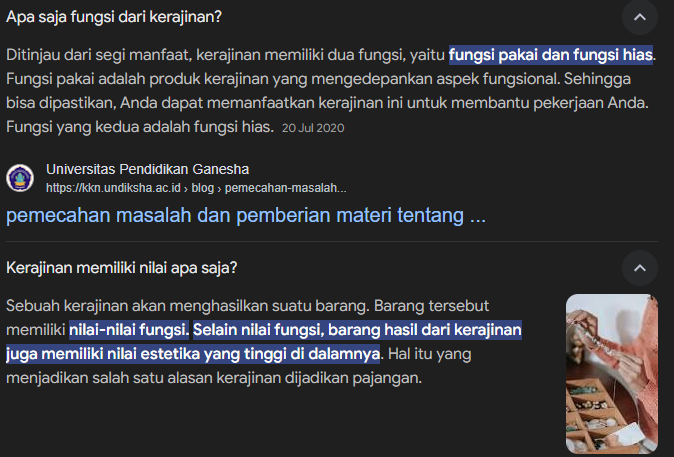 Apa saja fungsi dari kerajinan?
Ditinjau dari segi manfaat, kerajinan memiliki dua fungsi, yaitu fungsi pakai dan fungsi hias.
Fungsi pakai adalah produk kerajinan yang mengedepankan aspek fungsional. Sehingga
bisa dipastikan, Anda dapat memanfaatkan kerajinan ini untuk membantu pekerjaan Anda.
Fungsi yang kedua adalah fungsi hias. 20 Jul 2020
Universitas Pendidikan Ganesha
https://kkn.undiksha.ac.id › blog › pemecahan-masalah...
pemecahan masalah dan pemberian materi tentang ...
Kerajinan memiliki nilai apa saja?
Sebuah kerajinan akan menghasilkan suatu barang. Barang tersebut
memiliki nilai-nilai fungsi. Selain nilai fungsi, barang hasil dari kerajinan
juga memiliki nilai estetika yang tinggi di dalamnya. Hal itu yang
menjadikan salah satu alasan kerajinan dijadikan pajangan.